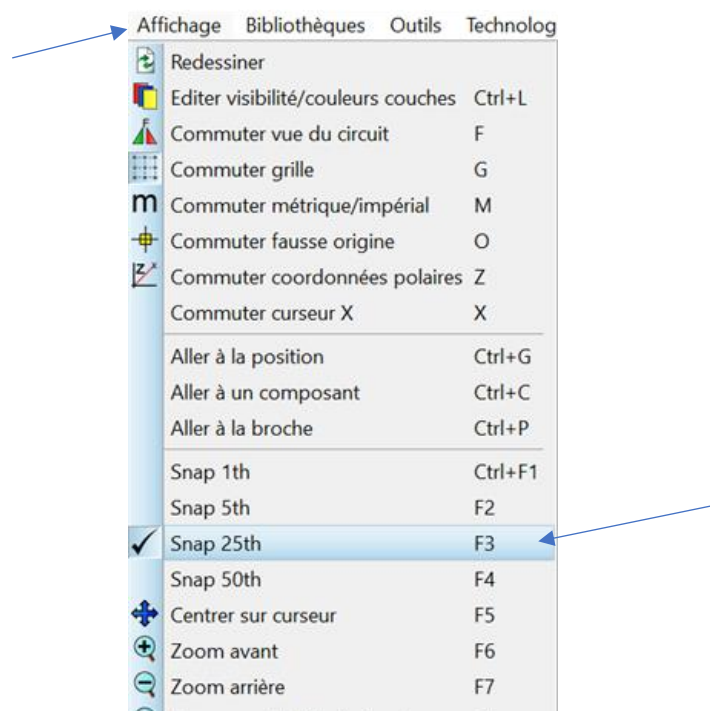 Affichage Bibliothèques Outils Technolog
Redessiner
Editer visibilité/couleurs couches Ctrl+L
Commuter vue du circuit F
Commuter grille G
m Commuter métrique/impérial M
Commuter fausse origine O
Commuter coordonnées polaires Z
Commuter curseur X X
Aller à la position Ctrl+G
Aller à un composant Ctrl+C
Aller à la broche Ctrl+P
Snap 1th Ctrl+F1
Snap 5th F2
Snap 25th F3
Snap 50th F4
Centrer sur curseur F5
Zoom avant F6
Zoom arrière F7